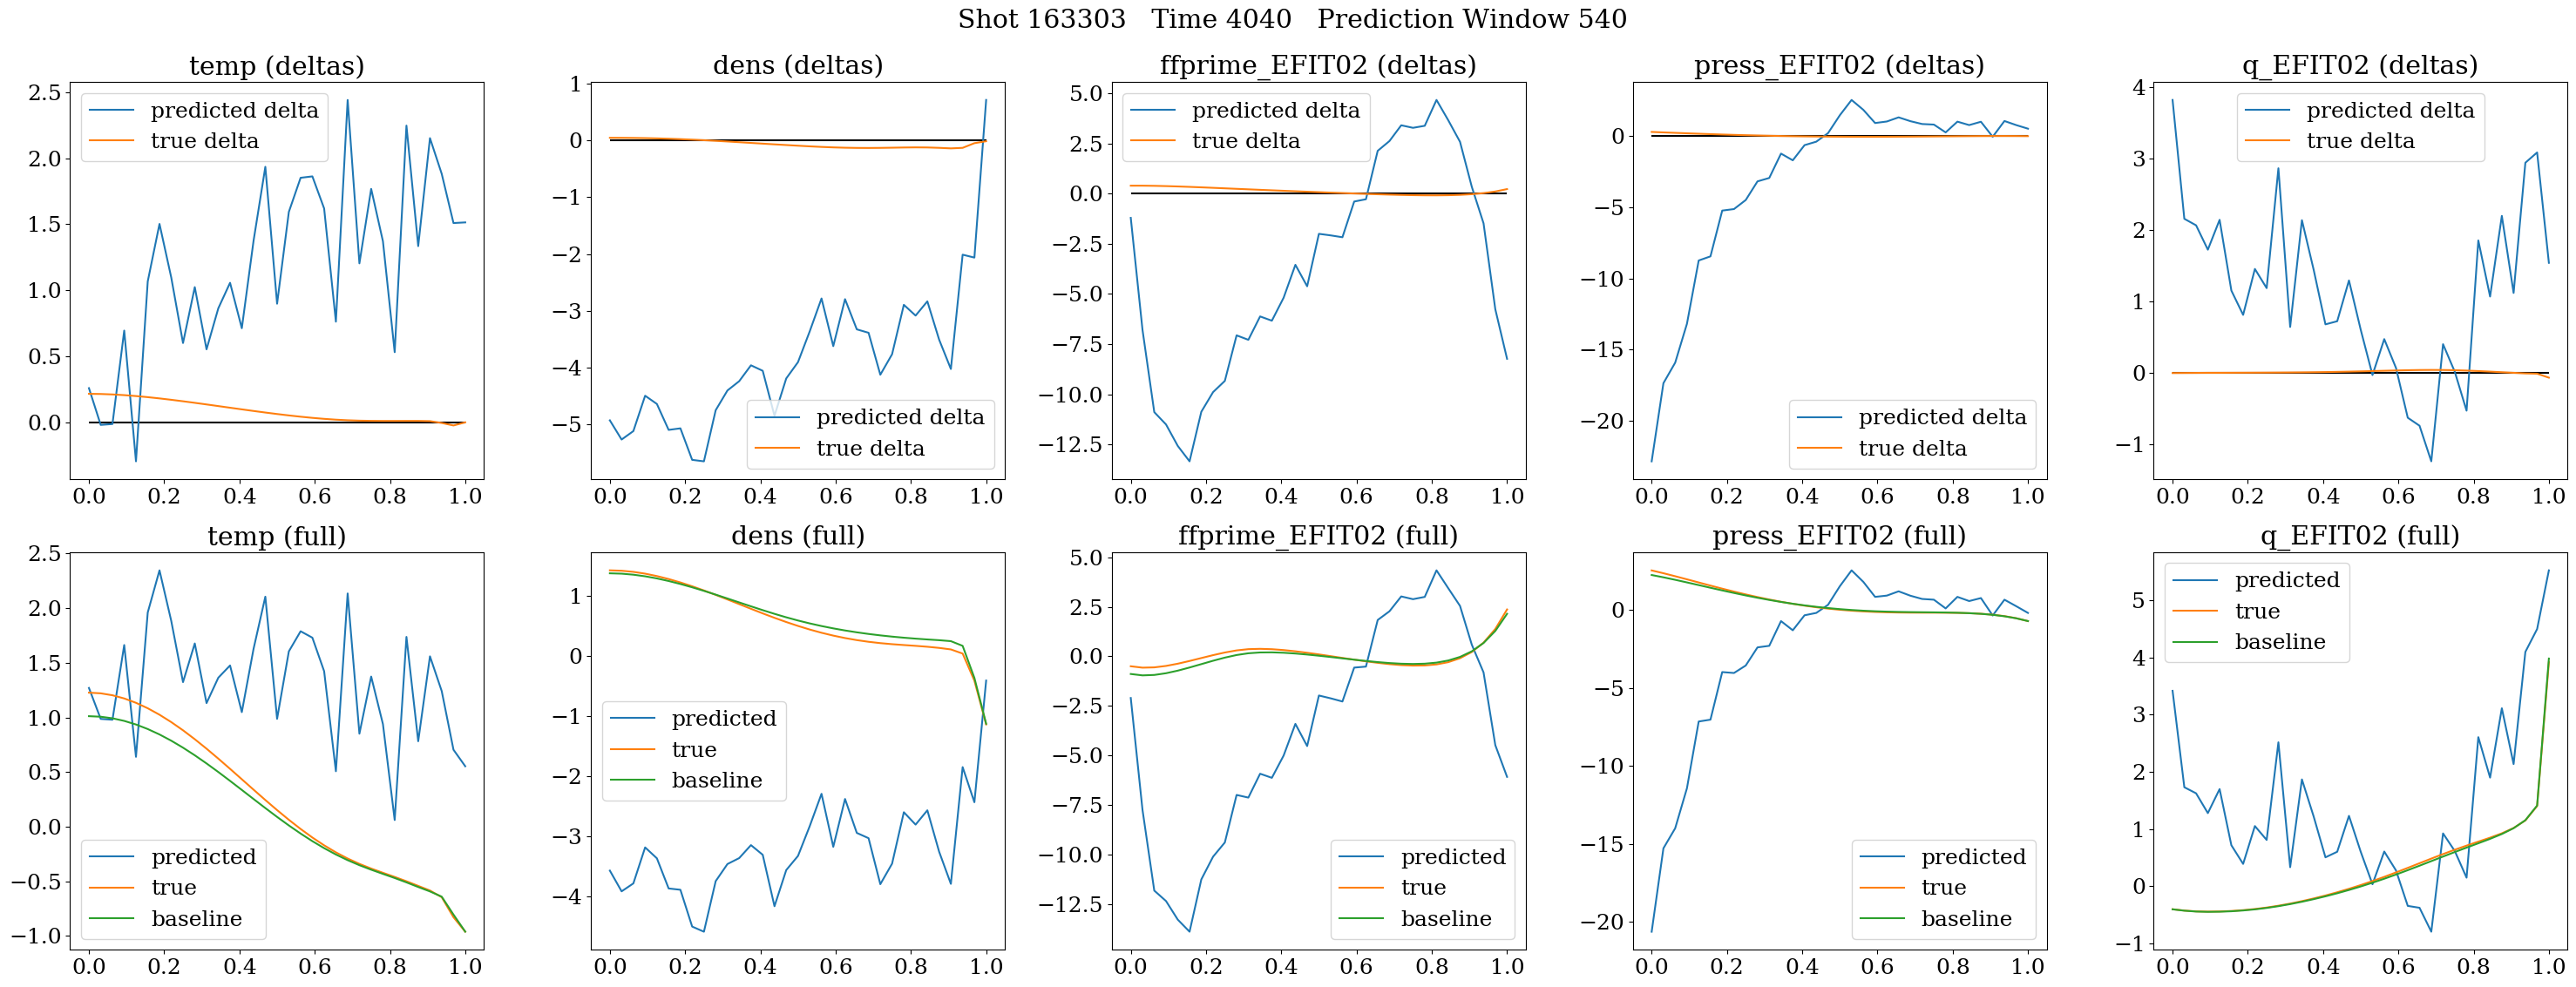 Shot 163303   Time 4040   Prediction Window 540
temp (deltas)
2.5
2.0
1.5
1.0
0.5
0.0
predicted delta
true delta
0.0 0.2 0.4 0.6 0.8 1.0
dens (deltas)
1
0
−1
−2
−3
−4
−5
predicted delta
true delta
0.0 0.2 0.4 0.6 0.8 1.0
ffprime_EFIT02 (deltas)
5.0
2.5
0.0
−2.5
−5.0
−7.5
−10.0
−12.5
predicted delta
true delta
0.0 0.2 0.4 0.6 0.8 1.0
press_EFIT02 (deltas)
0
−5
−10
−15
−20
predicted delta
true delta
0.0 0.2 0.4 0.6 0.8 1.0
q_EFIT02 (deltas)
4
3
2
1
0
−1
predicted delta
true delta
0.0 0.2 0.4 0.6 0.8 1.0
temp (full)
2.5
2.0
1.5
1.0
0.5
0.0
−0.5
−1.0
predicted
true
baseline
0.0 0.2 0.4 0.6 0.8 1.0
dens (full)
1
0
−1
−2
−3
−4
predicted
true
baseline
0.0 0.2 0.4 0.6 0.8 1.0
ffprime_EFIT02 (full)
5.0
2.5
0.0
−2.5
−5.0
−7.5
−10.0
−12.5
predicted
true
baseline
0.0 0.2 0.4 0.6 0.8 1.0
press_EFIT02 (full)
0
−5
−10
−15
−20
predicted
true
baseline
0.0 0.2 0.4 0.6 0.8 1.0
q_EFIT02 (full)
5
4
3
2
1
0
−1
predicted
true
baseline
0.0 0.2 0.4 0.6 0.8 1.0